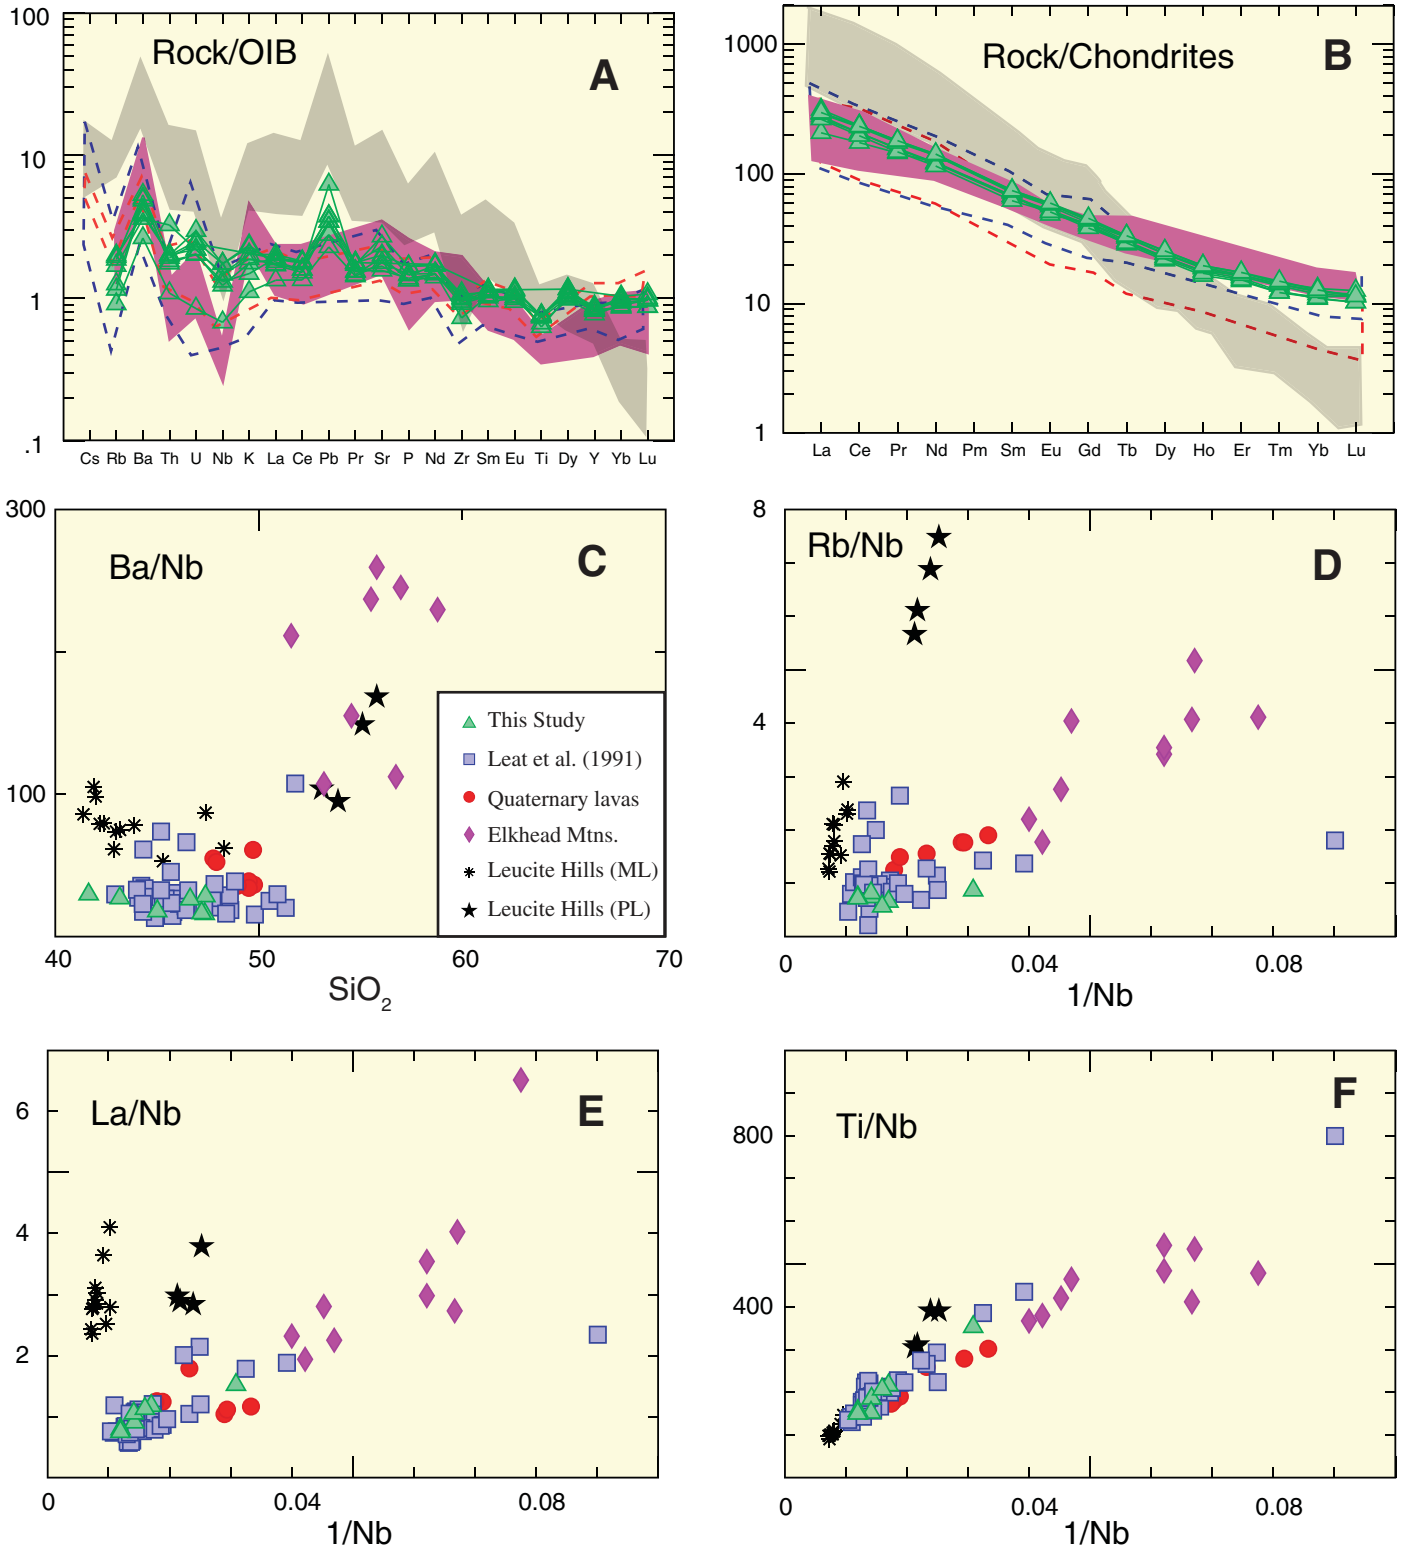 100
10
1
.1
Rock/OIB
A
Cs Rb Ba Th U Nb K La Ce Pb Pr Sr P Nd Zr Sm Eu Ti Dy Y Yb Lu
1000
100
10
1
Rock/Chondrites
B
La Ce Pr Nd Pm Sm Eu Gd Tb Dy Ho Er Tm Yb Lu
300
100
Ba/Nb
C
This Study
Leat et al. (1991)
Quaternary lavas
Elkhead Mtns.
Leucite Hills (ML)
Leucite Hills (PL)
40 50 60 70
SiO2
8
4
Rb/Nb
D
0 0.04 0.08
1/Nb
6
4
2
La/Nb
E
0 0.04 0.08
1/Nb
800
400
Ti/Nb
F
0 0.04 0.08
1/Nb